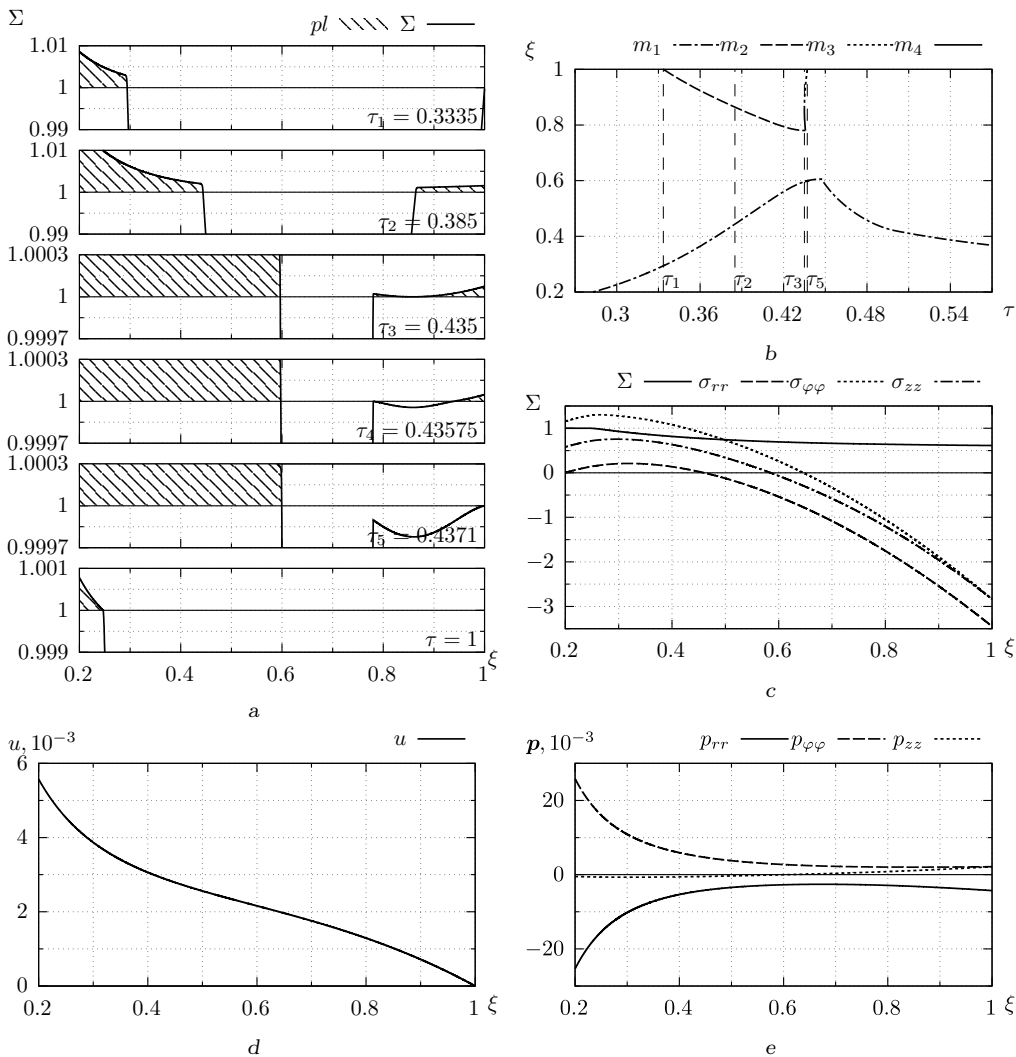 Σ
pl Σ
1.01
1
0.99
τ₁ = 0.3335
1.01
1
0.99
τ₂ = 0.385
1.0003
1
0.9997
τ₃ = 0.435
1.0003
1
0.9997
τ₄ = 0.43575
1.0003
1
0.9997
τ₅ = 0.4371
1.001
1
0.999
τ = 1
0.2 0.4 0.6 0.8 1 ξ
a
ξ
m₁ m₂ m₃ m₄
1
0.8
0.6
0.4
0.2
τ₁ τ₂ τ₃ τ₅
0.3 0.36 0.42 0.48 0.54 τ
b
Σ σrr σφφ σzz
Σ
1
0
−1
−2
−3
0.2 0.4 0.6 0.8 1 ξ
c
u, 10⁻³
u
6
4
2
0
0.2 0.4 0.6 0.8 1 ξ
d
p, 10⁻³
prr pφφ pzz
20
0
−20
0.2 0.4 0.6 0.8 1 ξ
e